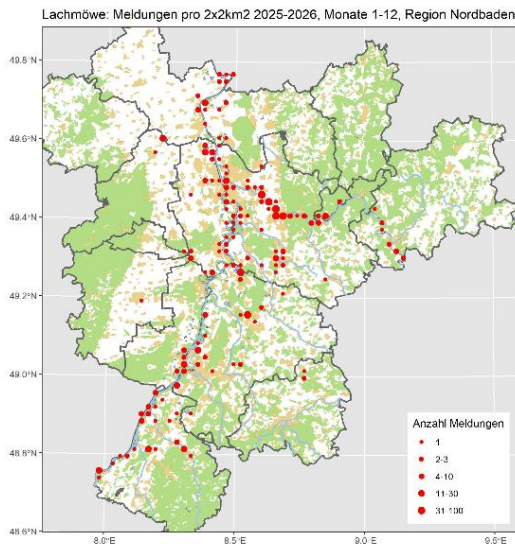 Lachmöwe: Meldungen pro 2x2km2 2025-2026, Monate 1-12, Region Nordbaden
49.8°N
49.6°N
49.4°N
49.2°N
49.0°N
48.8°N
48.6°N
8.0°E
8.5°E
9.0°E
9.5°E
Anzahl Meldungen
1
2-3
4-10
11-30
31-100